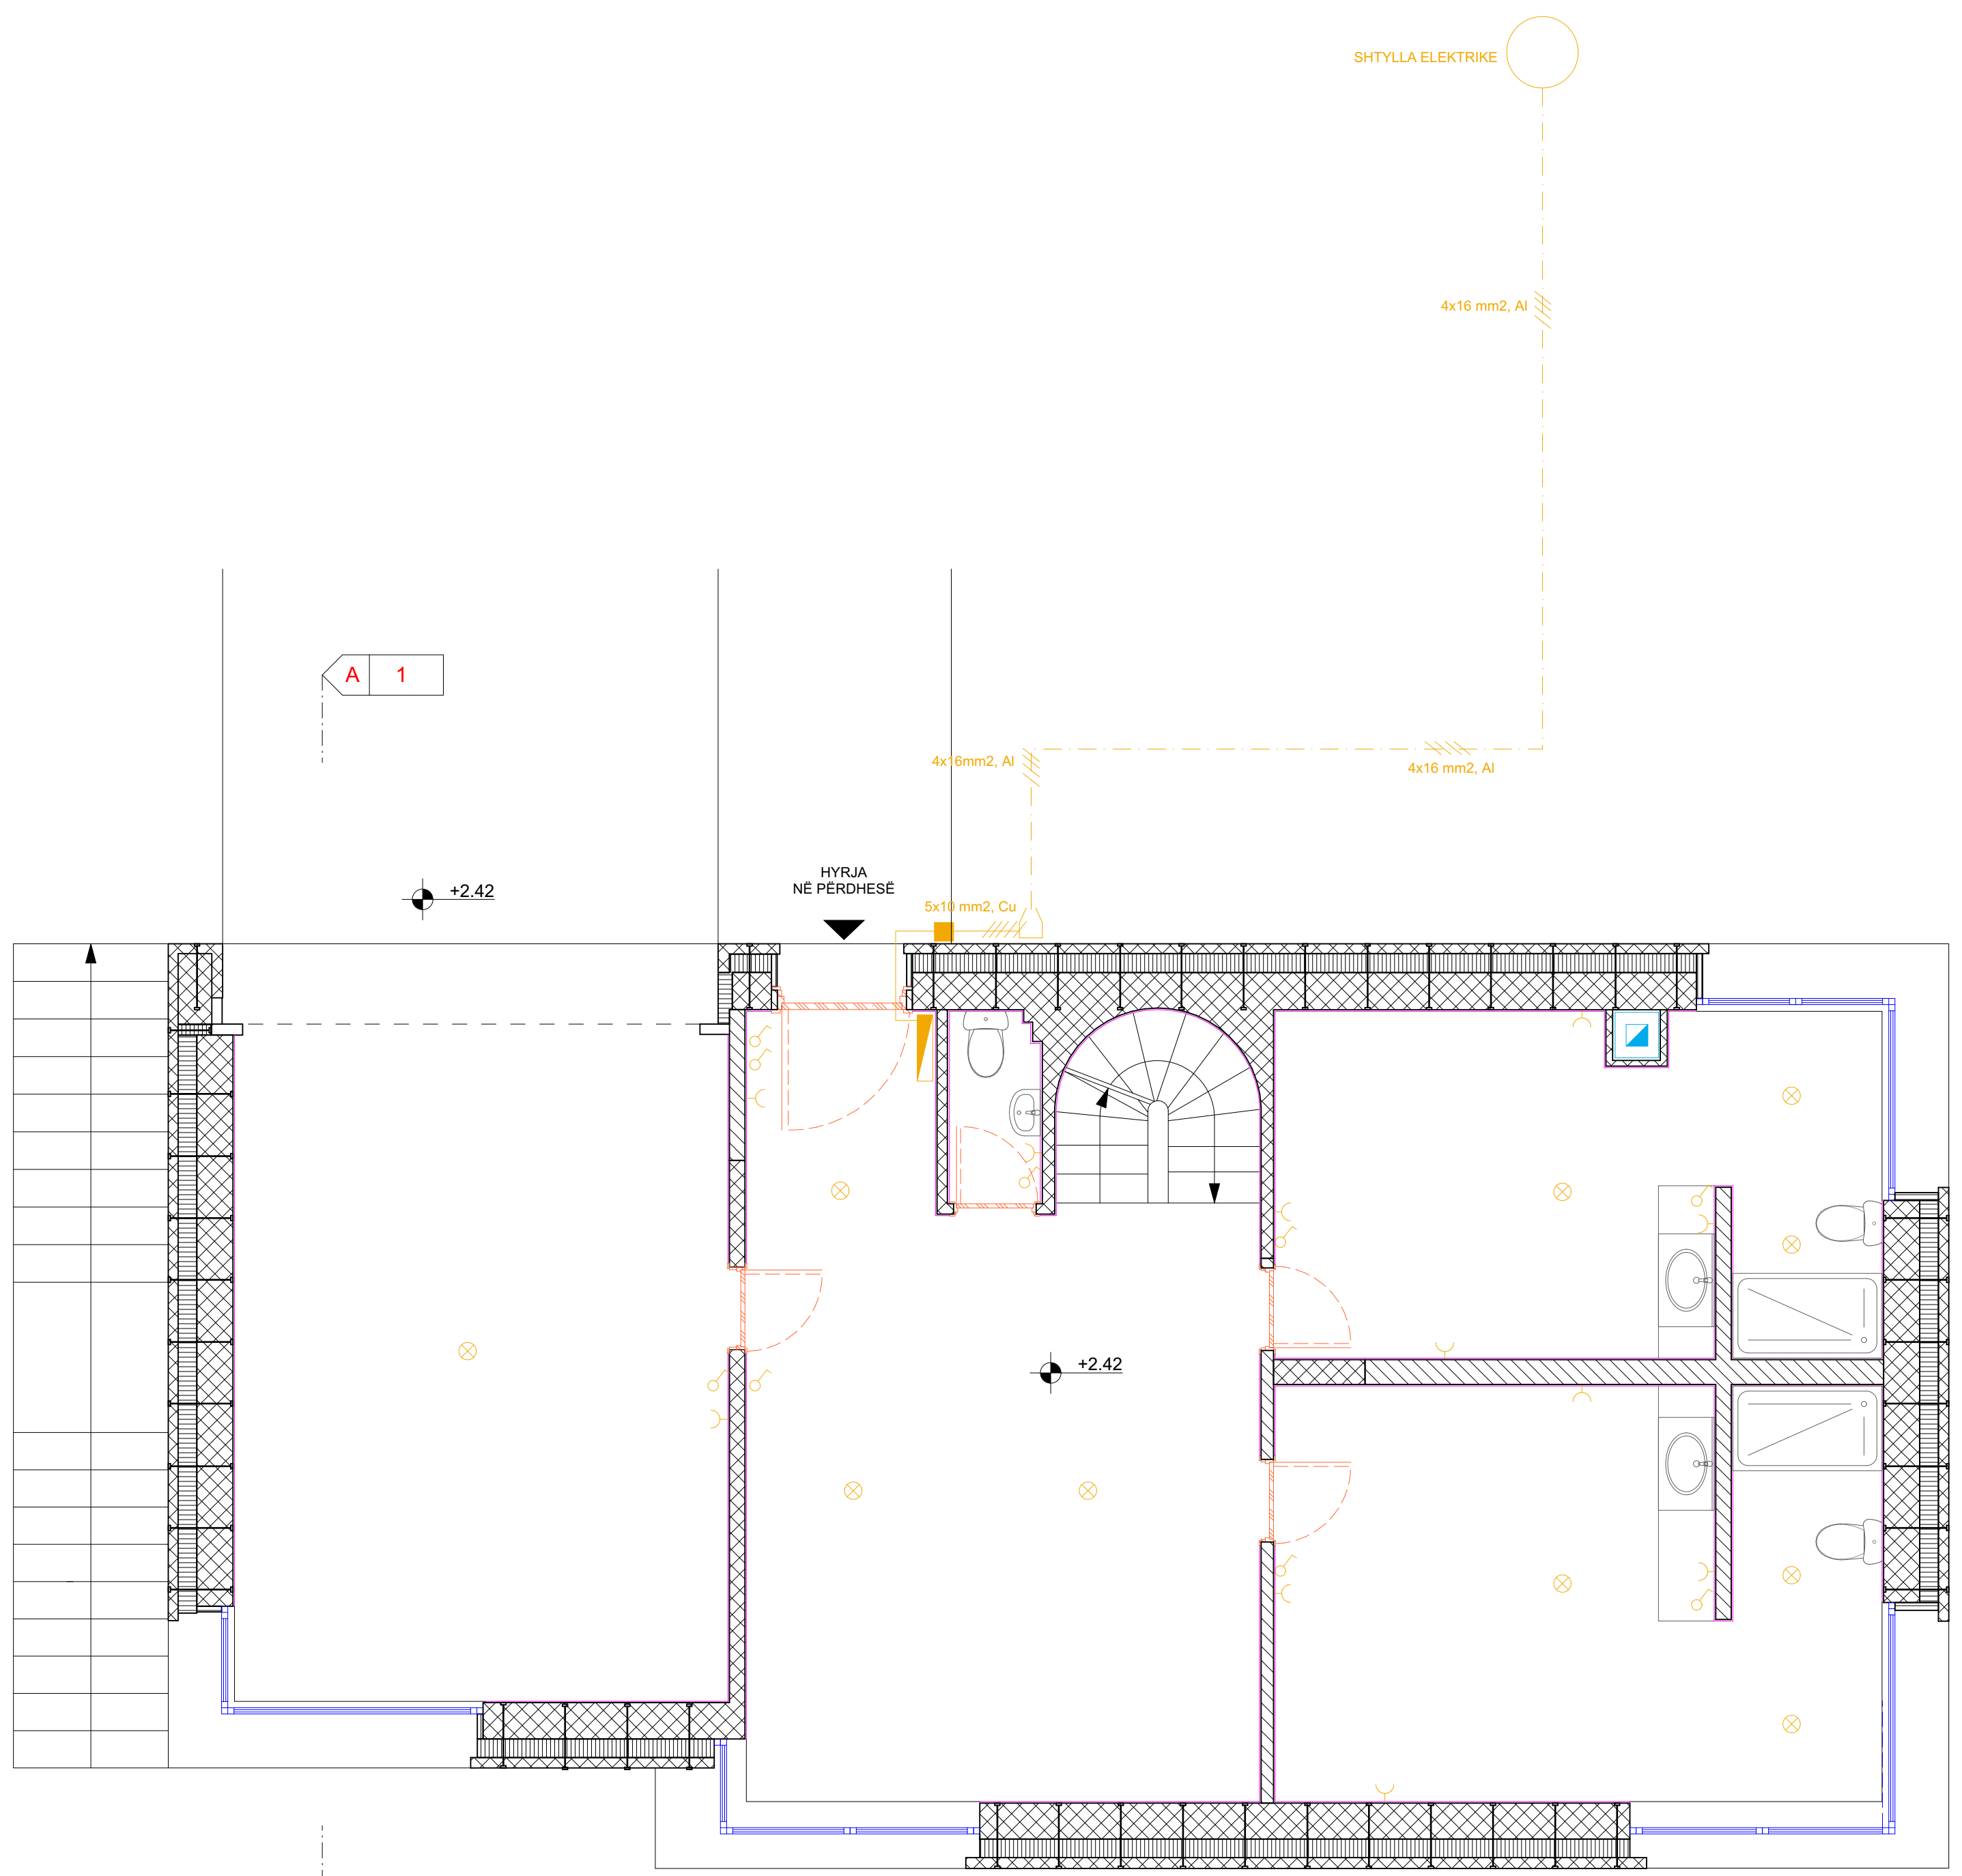 SHTYLLA ELEKTRIKE
4x16 mm2, Al
A 1
4x16mm2, Al
4x16 mm2, Al
HYRJA
NË PËRDHESË
+2.42
5x10 mm2, Cu
+2.42